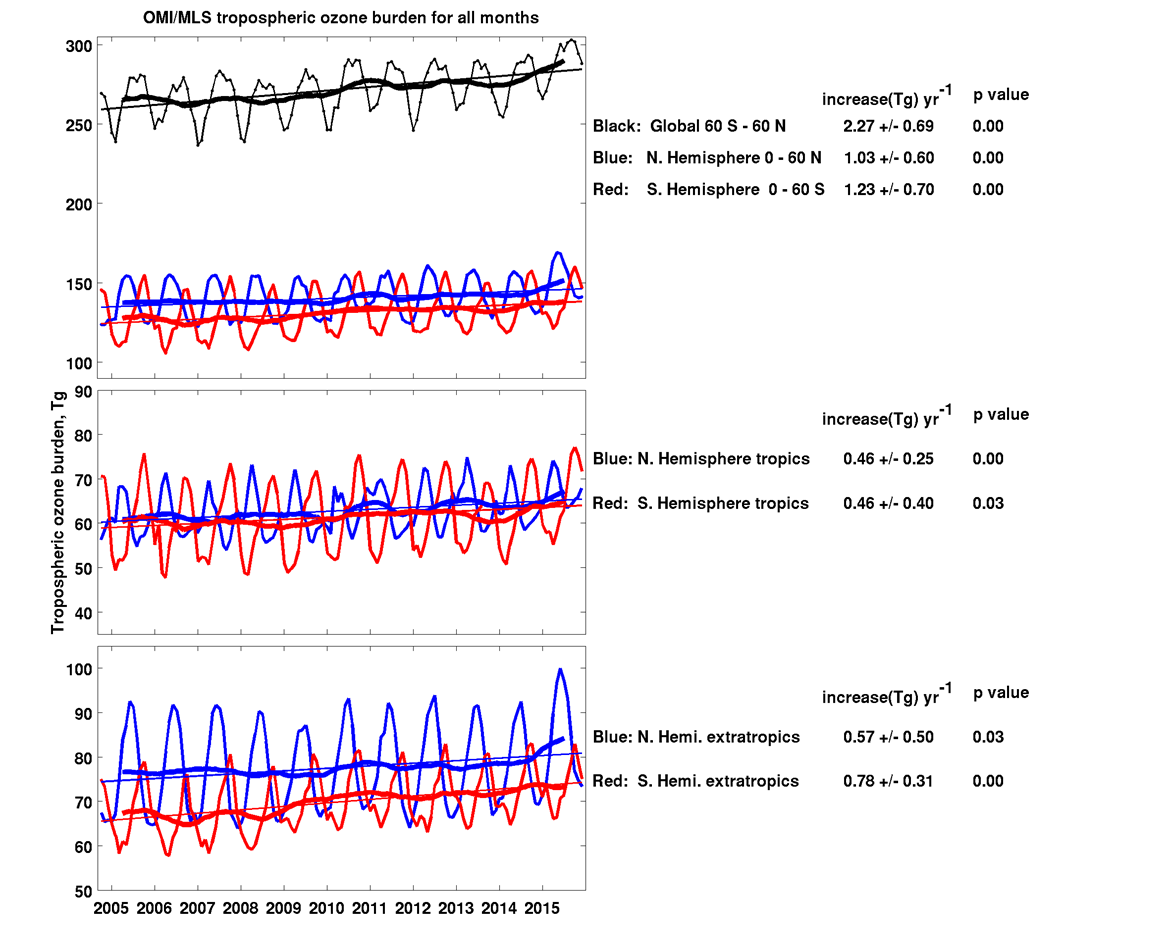 OMI/MLS tropospheric ozone burden for all months
300
250
200
150
100
increase(Tg) yr-1 p value
Black: Global 60 S - 60 N 2.27 +/- 0.69 0.00
Blue: N. Hemisphere 0 - 60 N 1.03 +/- 0.60 0.00
Red: S. Hemisphere 0 - 60 S 1.23 +/- 0.70 0.00
Tropospheric ozone burden, Tg
90
80
70
60
50
40
increase(Tg) yr-1 p value
Blue: N. Hemisphere tropics 0.46 +/- 0.25 0.00
Red: S. Hemisphere tropics 0.46 +/- 0.40 0.03
100
90
80
70
60
50
increase(Tg) yr-1 p value
Blue: N. Hemi. extratropics 0.57 +/- 0.50 0.03
Red: S. Hemi. extratropics 0.78 +/- 0.31 0.00
2005 2006 2007 2008 2009 2010 2011 2012 2013 2014 2015